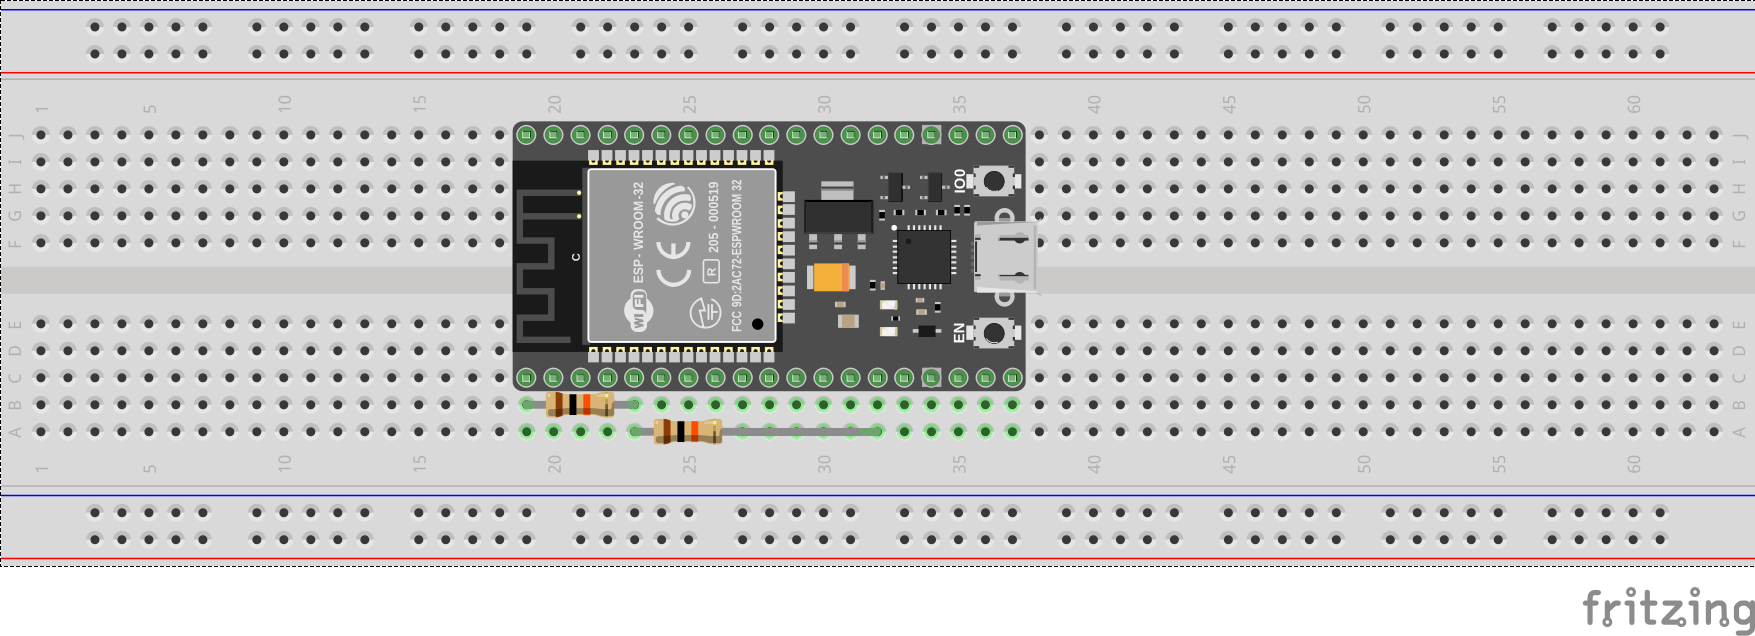 1 5 10 15 20 25 30 35 40 45 50 55 60
J J
I I
H H
G G
F F
E E
D D
C C
B B
A A
1 5 10 15 20 25 30 35 40 45 50 55 60
C
WiFi ESP - WROOM-32
CE
R 205 - 000519
FCC 9D:2AC72-ESPWROOM 32
IO0
EN
fritzing